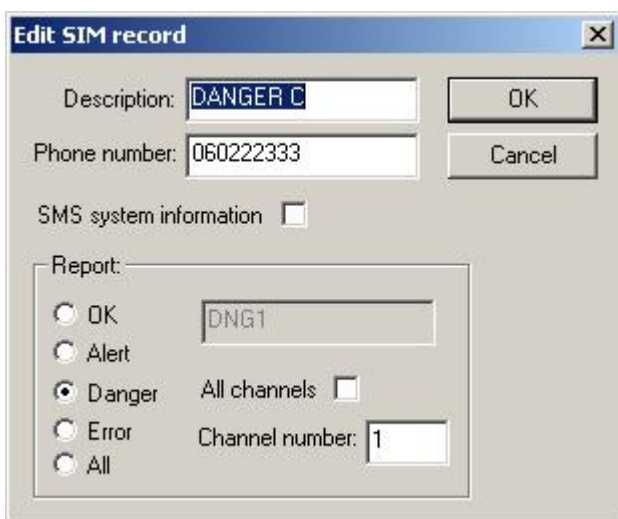 Edit SIM record
Description: DANGER C OK
Phone number: 060222333 Cancel
SMS system information
Report:
OK DNG1
Alert
Danger All channels
Error Channel number: 1
All